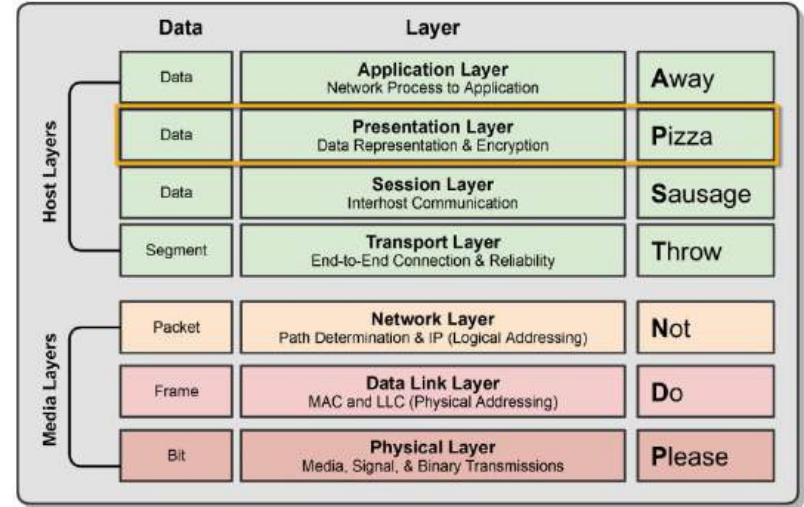 Data Layer
Host Layers
Data Application Layer Away
Network Process to Application
Data Presentation Layer Pizza
Data Representation & Encryption
Data Session Layer Sausage
Interhost Communication
Segment Transport Layer Throw
End-to-End Connection & Reliability
Media Layers
Packet Network Layer Not
Path Determination & IP (Logical Addressing)
Frame Data Link Layer Do
MAC and LLC (Physical Addressing)
Bit Physical Layer Please
Media, Signal, & Binary Transmissions